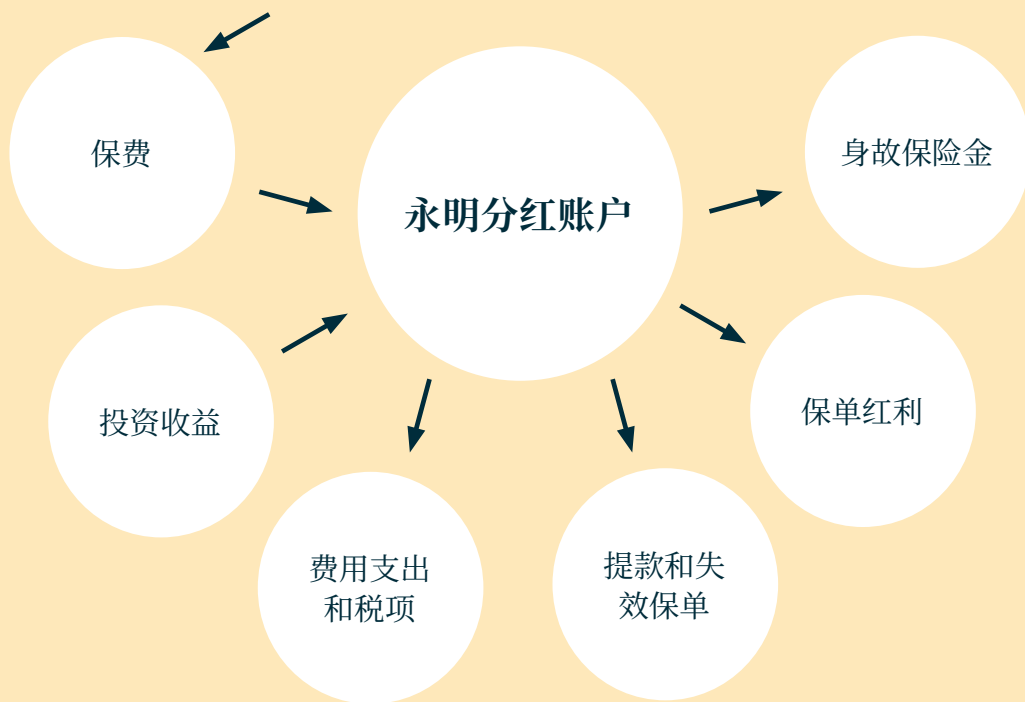 保费
永明分红账户
身故保险金
投资收益
保单红利
费用支出
和税项
提款和失
效保单